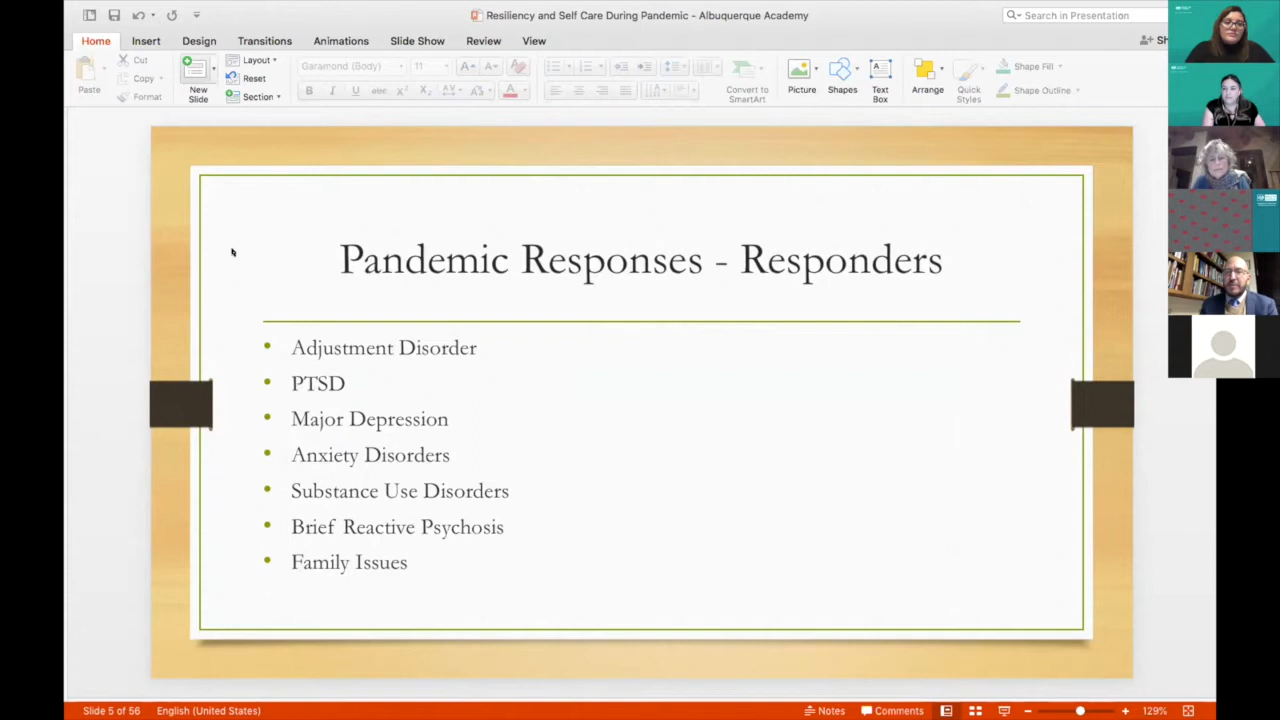 Resiliency and Self Care During Pandemic - Albuquerque Academy
Search in Presentation
Home Insert Design Transitions Animations Slide Show Review View
Sh
Paste
Cut
Copy
Format
New
Slide
Layout
Reset
Section
Garamond (Body)
11
Convert to
SmartArt
Picture
Shapes
Text
Box
Arrange
Quick
Styles
Shape Fill
Shape Outline
Pandemic Responses - Responders
• Adjustment Disorder
• PTSD
• Major Depression
• Anxiety Disorders
• Substance Use Disorders
• Brief Reactive Psychosis
• Family Issues
Slide 5 of 56 English (United States) Notes Comments 129%